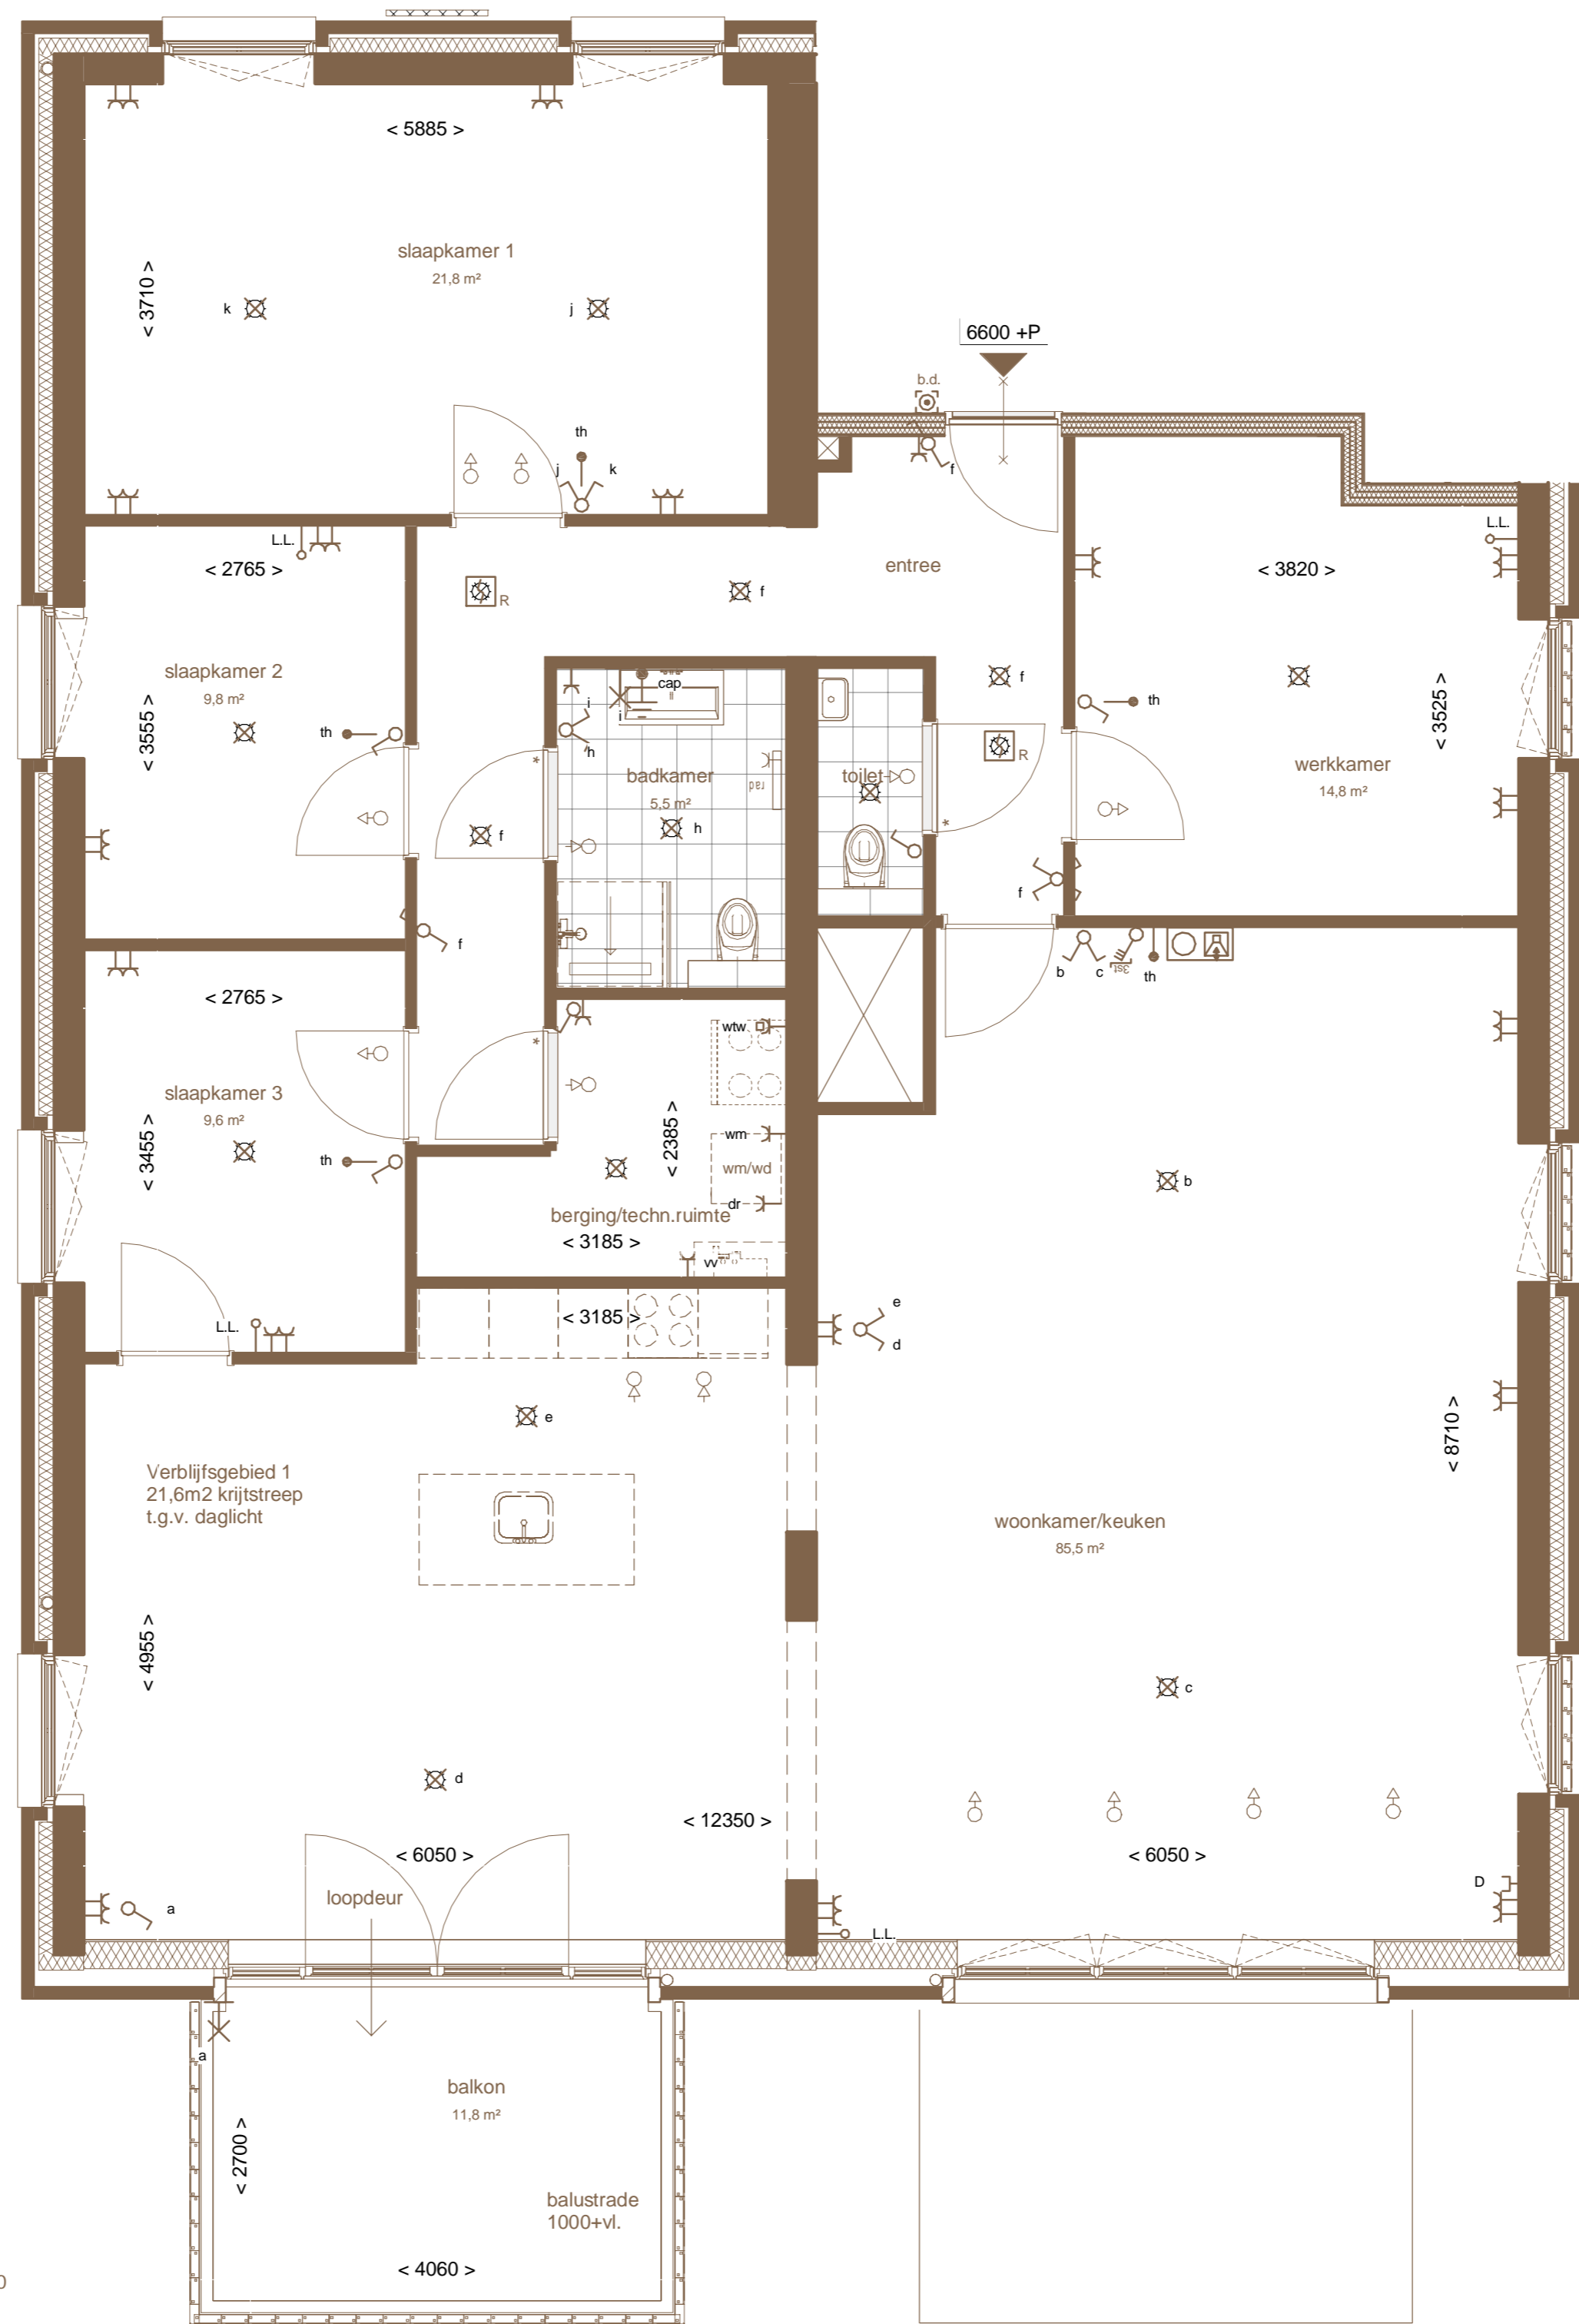 < 5885 >
slaapkamer 1
21,8 m²
< 3710 >
k
j
6600 +P
b.d.
th
j
k
f
L.L.
< 2765 >
entree
L.L.
< 3820 >
R
f
slaapkamer 2
9,8 m²
cap
i
i
h
f
th
< 3525 >
th
< 3555 >
badkamer
5,5 m²
rad
toilet
R
werkkamer
14,8 m²
*
*
f
h
f
f
b
c
3st
th
< 2765 >
wtw
*
slaapkamer 3
9,6 m²
< 3455 >
th
< 2385 >
wm
wm/wd
dr
b
berging/techn.ruimte
< 3185 >
vv
L.L.
< 3185 >
e
d
e
< 8710 >
Verblijfsgebied 1
21,6m2 krijtstreep
t.g.v. daglicht
woonkamer/keuken
85,5 m²
< 4955 >
c
d
< 12350 >
< 6050 >
< 6050 >
loopdeur
a
D
L.L.
a
balkon
11,8 m²
< 2700 >
balustrade
1000+vl.
< 4060 >